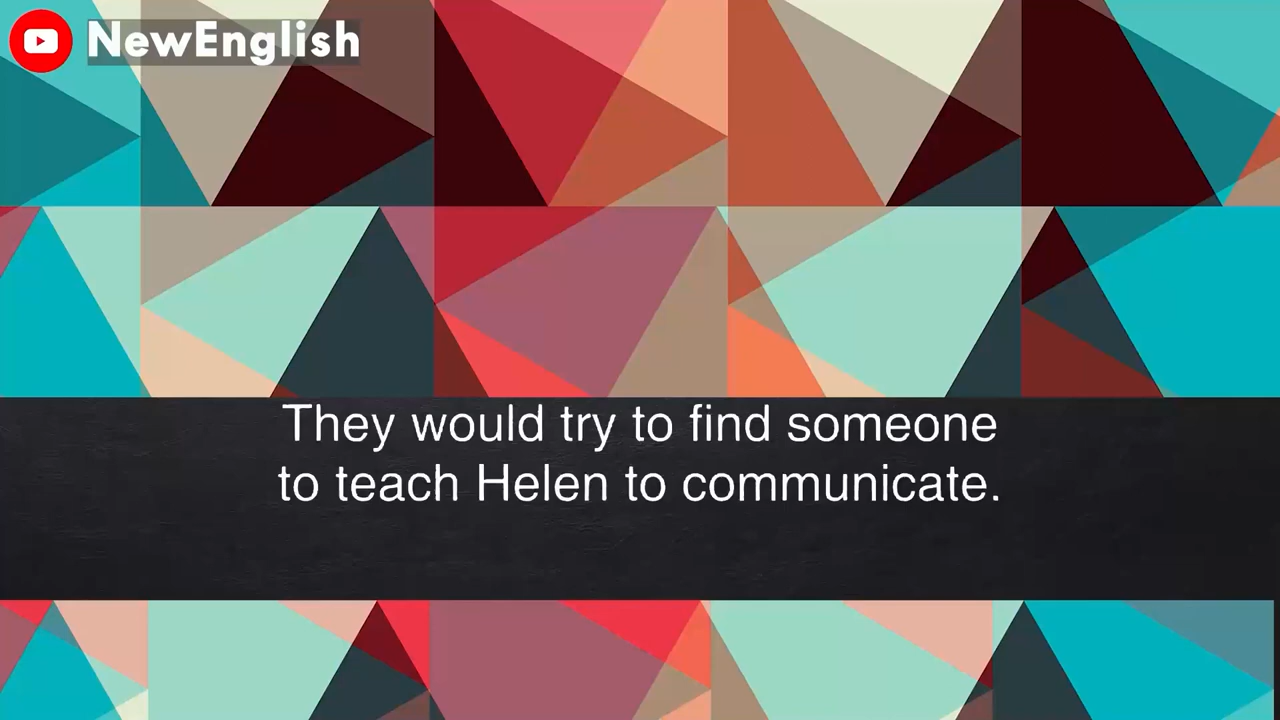 NewEnglish
They would try to find someone
to teach Helen to communicate.